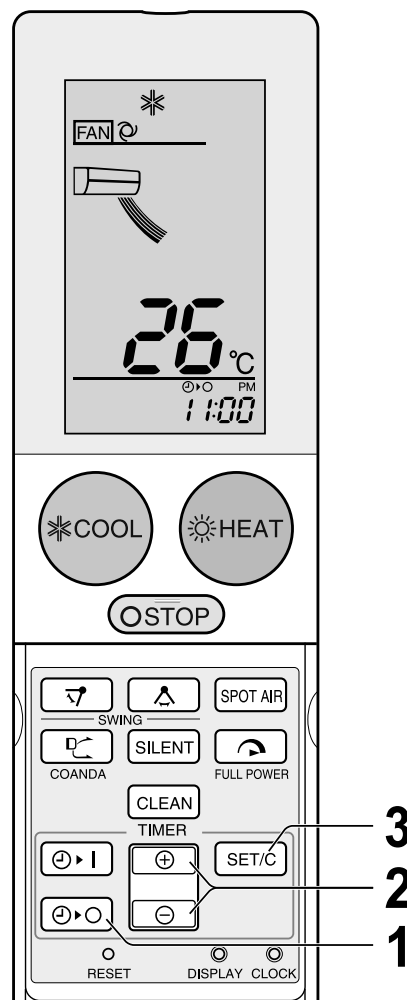 FAN
26 °C
PM
11:00
COOL HEAT
STOP
SPOT AIR
SWING
SILENT
COANDA FULL POWER
CLEAN
TIMER
I SET/C 3
2
1
RESET DISPLAY CLOCK